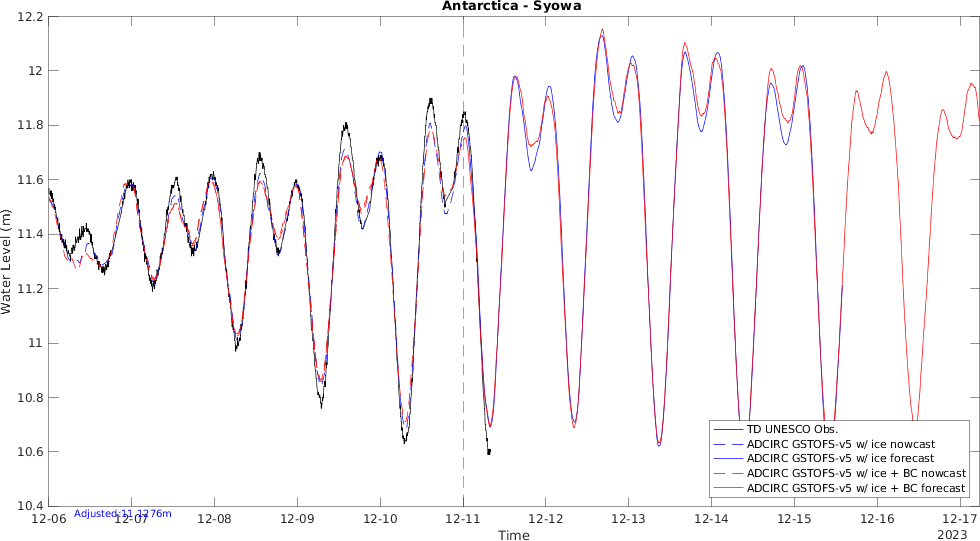 Antarctica - Syowa
Water Level (m)
12.2
12
11.8
11.6
11.4
11.2
11
10.8
10.6
10.4
TD UNESCO Obs.
ADCIRC GSTOFS-v5 w/ ice nowcast
ADCIRC GSTOFS-v5 w/ ice forecast
ADCIRC GSTOFS-v5 w/ ice + BC nowcast
ADCIRC GSTOFS-v5 w/ ice + BC forecast
Adjusted:11.1276m
12-06 12-07 12-08 12-09 12-10 12-11 12-12 12-13 12-14 12-15 12-16 12-17
Time
2023